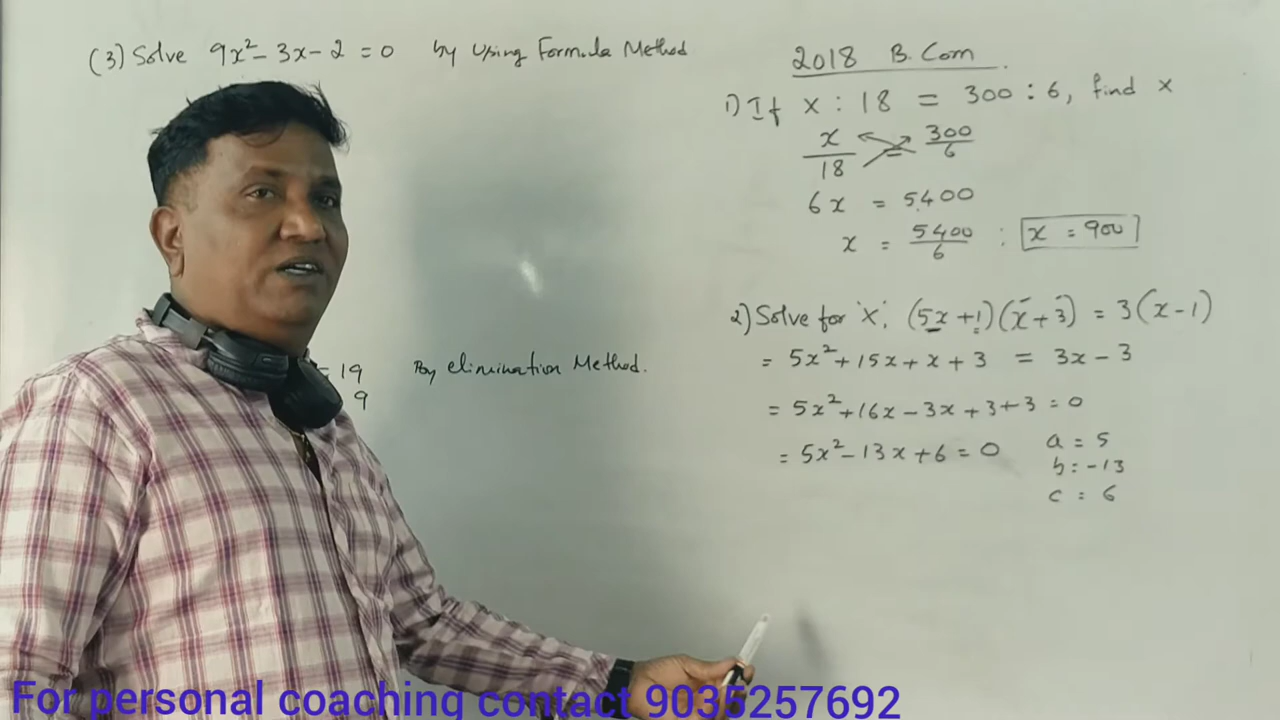 (3) Solve 9x² - 3x - 2 = 0 by Using Formula Method
= 19 By elimination Method.
9
2018 B.Com
1) If x : 18 = 300 : 6, find x
x/18 = 300/6
6x = 5400
x = 5400/6 : x = 900
2) Solve for 'x', (5x + 1)(x + 3) = 3(x - 1)
= 5x² + 15x + x + 3 = 3x - 3
= 5x² + 16x - 3x + 3 + 3 = 0
= 5x² - 13x + 6 = 0
a = 5
b = -13
c = 6
For personal coaching contact 9035257692